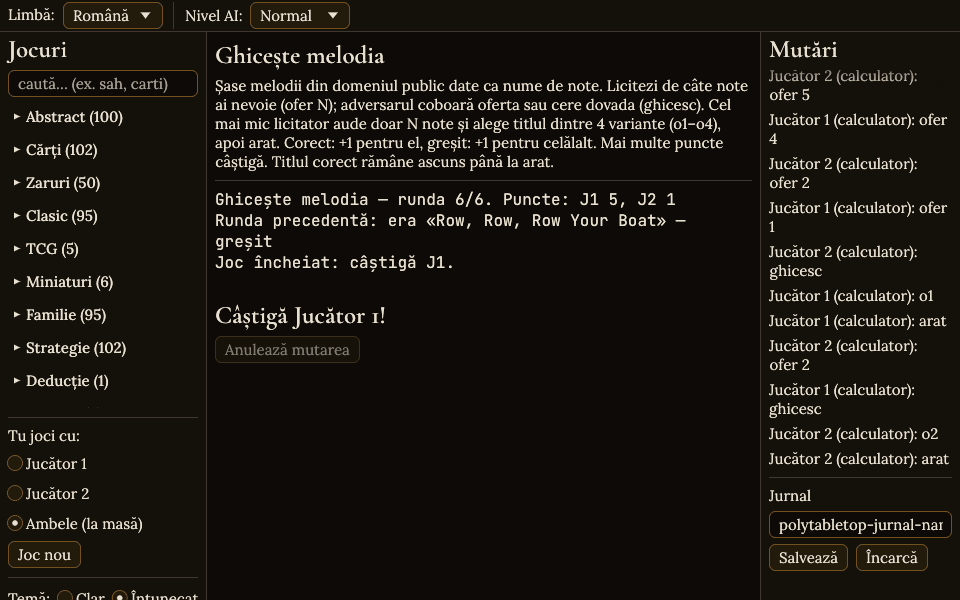 Limbă: Română ▼ Nivel AI: Normal ▼
Jocuri
caută... (ex. sah, carti)
▸ Abstract (100)
▸ Cărți (102)
▸ Zaruri (50)
▸ Clasic (95)
▸ TCG (5)
▸ Miniaturi (6)
▸ Familie (95)
▸ Strategie (102)
▸ Deducție (1)
Tu joci cu:
Jucător 1
Jucător 2
Ambele (la masă)
Joc nou
Temă: Clar Întunecat
Ghicește melodia
Șase melodii din domeniul public date ca nume de note. Licitezi de câte note
ai nevoie (ofer N); adversarul coboară oferta sau cere dovada (ghicesc). Cel
mai mic licitator aude doar N note și alege titlul dintre 4 variante (o1–o4),
apoi arat. Corect: +1 pentru el, greșit: +1 pentru celălalt. Mai multe puncte
câștigă. Titlul corect rămâne ascuns până la arat.
Ghicește melodia — runda 6/6. Puncte: J1 5, J2 1
Runda precedentă: era «Row, Row, Row Your Boat» —
greșit
Joc încheiat: câștigă J1.
Câștigă Jucător 1!
Anulează mutarea
Mutări
Jucător 2 (calculator):
ofer 5
Jucător 1 (calculator): ofer
4
Jucător 2 (calculator):
ofer 2
Jucător 1 (calculator): ofer
1
Jucător 2 (calculator):
ghicesc
Jucător 1 (calculator): o1
Jucător 1 (calculator): arat
Jucător 2 (calculator):
ofer 2
Jucător 1 (calculator):
ghicesc
Jucător 2 (calculator): o2
Jucător 2 (calculator): arat
Jurnal
polytabletop-jurnal-nar
Salvează Încarcă